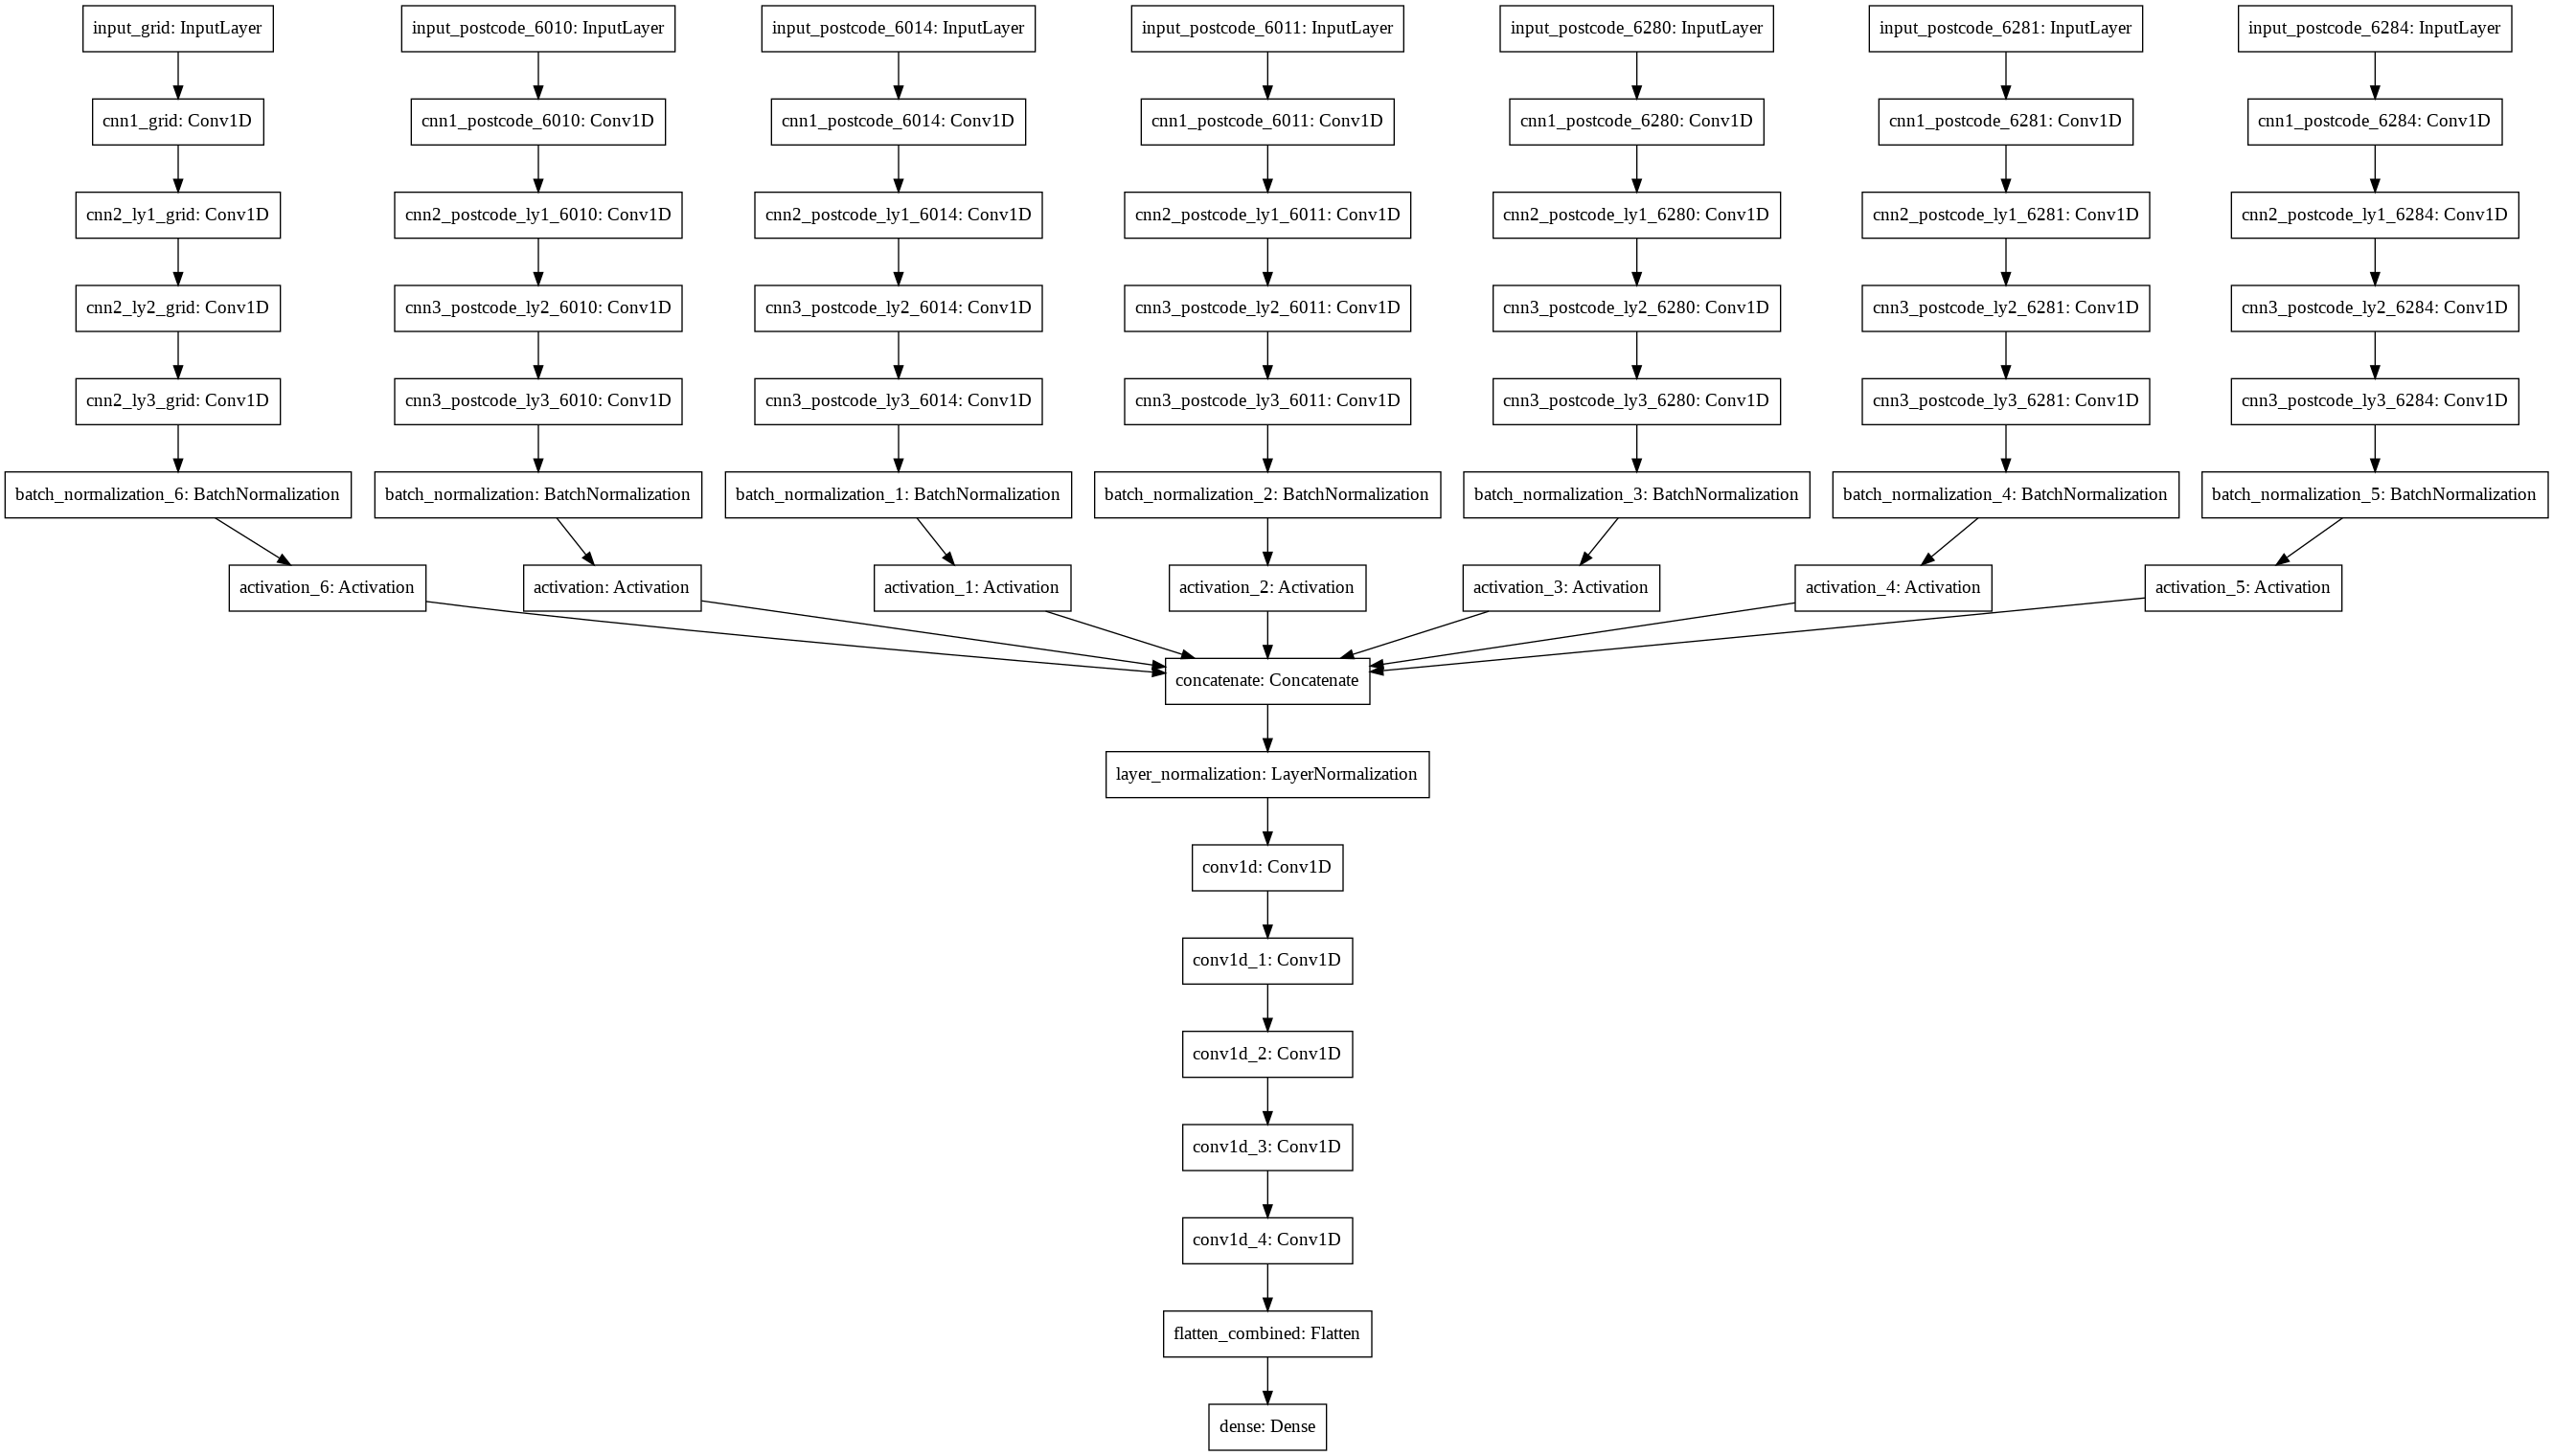 input_grid: InputLayer
input_postcode_6010: InputLayer
input_postcode_6014: InputLayer
input_postcode_6011: InputLayer
input_postcode_6280: InputLayer
input_postcode_6281: InputLayer
input_postcode_6284: InputLayer
cnn1_grid: Conv1D
cnn1_postcode_6010: Conv1D
cnn1_postcode_6014: Conv1D
cnn1_postcode_6011: Conv1D
cnn1_postcode_6280: Conv1D
cnn1_postcode_6281: Conv1D
cnn1_postcode_6284: Conv1D
cnn2_ly1_grid: Conv1D
cnn2_postcode_ly1_6010: Conv1D
cnn2_postcode_ly1_6014: Conv1D
cnn2_postcode_ly1_6011: Conv1D
cnn2_postcode_ly1_6280: Conv1D
cnn2_postcode_ly1_6281: Conv1D
cnn2_postcode_ly1_6284: Conv1D
cnn2_ly2_grid: Conv1D
cnn3_postcode_ly2_6010: Conv1D
cnn3_postcode_ly2_6014: Conv1D
cnn3_postcode_ly2_6011: Conv1D
cnn3_postcode_ly2_6280: Conv1D
cnn3_postcode_ly2_6281: Conv1D
cnn3_postcode_ly2_6284: Conv1D
cnn2_ly3_grid: Conv1D
cnn3_postcode_ly3_6010: Conv1D
cnn3_postcode_ly3_6014: Conv1D
cnn3_postcode_ly3_6011: Conv1D
cnn3_postcode_ly3_6280: Conv1D
cnn3_postcode_ly3_6281: Conv1D
cnn3_postcode_ly3_6284: Conv1D
batch_normalization_6: BatchNormalization
batch_normalization: BatchNormalization
batch_normalization_1: BatchNormalization
batch_normalization_2: BatchNormalization
batch_normalization_3: BatchNormalization
batch_normalization_4: BatchNormalization
batch_normalization_5: BatchNormalization
activation_6: Activation
activation: Activation
activation_1: Activation
activation_2: Activation
activation_3: Activation
activation_4: Activation
activation_5: Activation
concatenate: Concatenate
layer_normalization: LayerNormalization
conv1d: Conv1D
conv1d_1: Conv1D
conv1d_2: Conv1D
conv1d_3: Conv1D
conv1d_4: Conv1D
flatten_combined: Flatten
dense: Dense